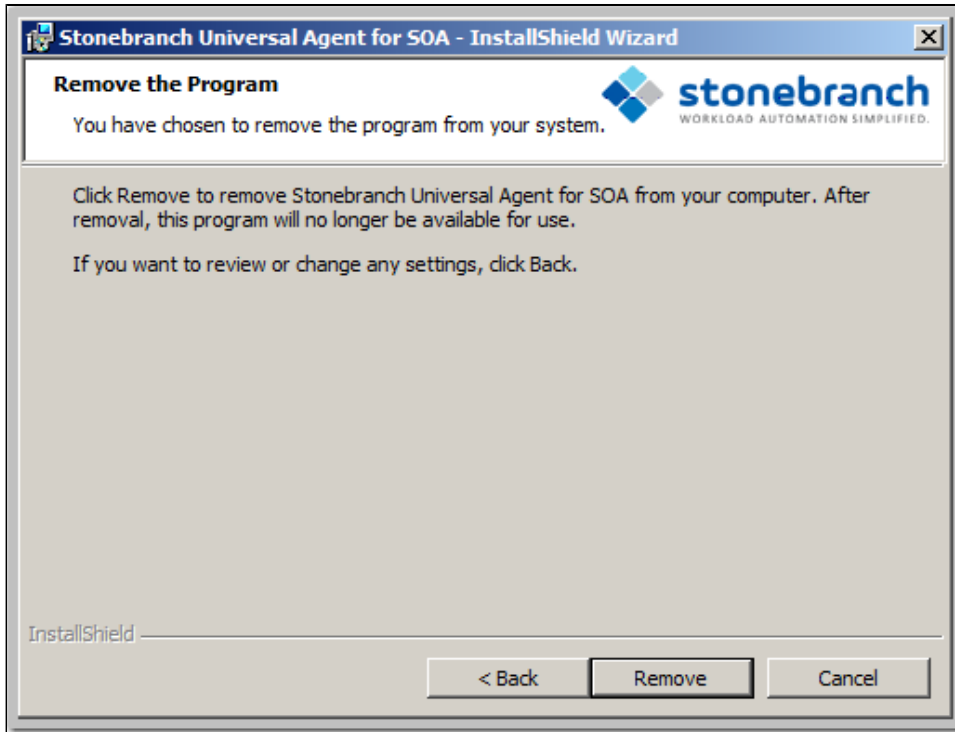 Stonebranch Universal Agent for SOA - InstallShield Wizard
Remove the Program
You have chosen to remove the program from your system.
stonebranch
WORKLOAD AUTOMATION SIMPLIFIED.
Click Remove to remove Stonebranch Universal Agent for SOA from your computer. After
removal, this program will no longer be available for use.
If you want to review or change any settings, click Back.
InstallShield
< Back
Remove
Cancel